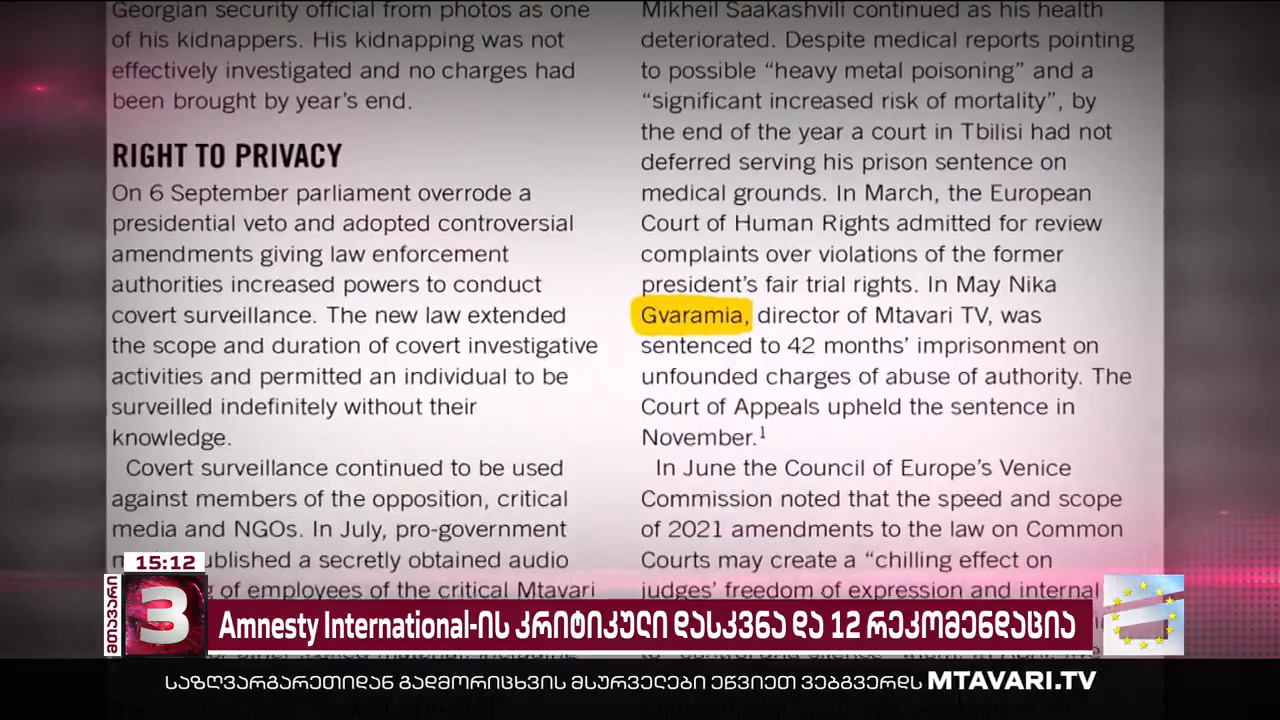 Georgian security official from photos as one
of his kidnappers. His kidnapping was not
effectively investigated and no charges had
been brought by year’s end.
RIGHT TO PRIVACY
On 6 September parliament overrode a
presidential veto and adopted controversial
amendments giving law enforcement
authorities increased powers to conduct
covert surveillance. The new law extended
the scope and duration of covert investigative
activities and permitted an individual to be
surveilled indefinitely without their
knowledge.
Covert surveillance continued to be used
against members of the opposition, critical
media and NGOs. In July, pro-government
published a secretly obtained audio
of employees of the critical Mtavari
Mikheil Saakashvili continued as his health
deteriorated. Despite medical reports pointing
to possible “heavy metal poisoning” and a
“significant increased risk of mortality”, by
the end of the year a court in Tbilisi had not
deferred serving his prison sentence on
medical grounds. In March, the European
Court of Human Rights admitted for review
complaints over violations of the former
president’s fair trial rights. In May Nika
Gvaramia, director of Mtavari TV, was
sentenced to 42 months’ imprisonment on
unfounded charges of abuse of authority. The
Court of Appeals upheld the sentence in
November.1
In June the Council of Europe’s Venice
Commission noted that the speed and scope
of 2021 amendments to the law on Common
Courts may create a “chilling effect on
judges’ freedom of expression and internal
15:12
მთავარი
3
Amnesty International-ის კრიტიკული დასკვნა და 12 რეკომენდაცია
საზღვარგარეთიდან გადმორიცხვის მსურველები ეწვიეთ ვებგვერდს MTAVARI.TV